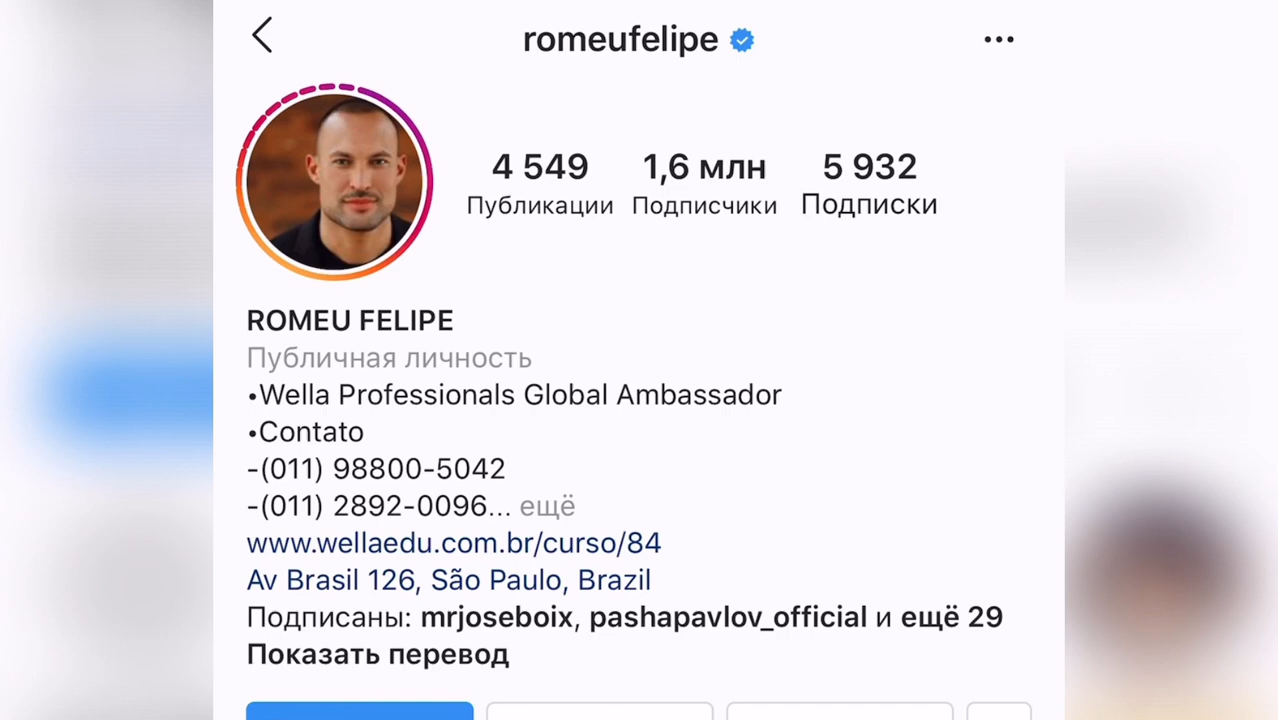 romeufelipe
4 549 1,6 млн 5 932
Публикации Подписчики Подписки
ROMEU FELIPE
Публичная личность
•Wella Professionals Global Ambassador
•Contato
-(011) 98800-5042
-(011) 2892-0096... ещё
www.wellaedu.com.br/curso/84
Av Brasil 126, São Paulo, Brazil
Подписаны: mrjoseboix, pashapavlov_official и ещё 29
Показать перевод